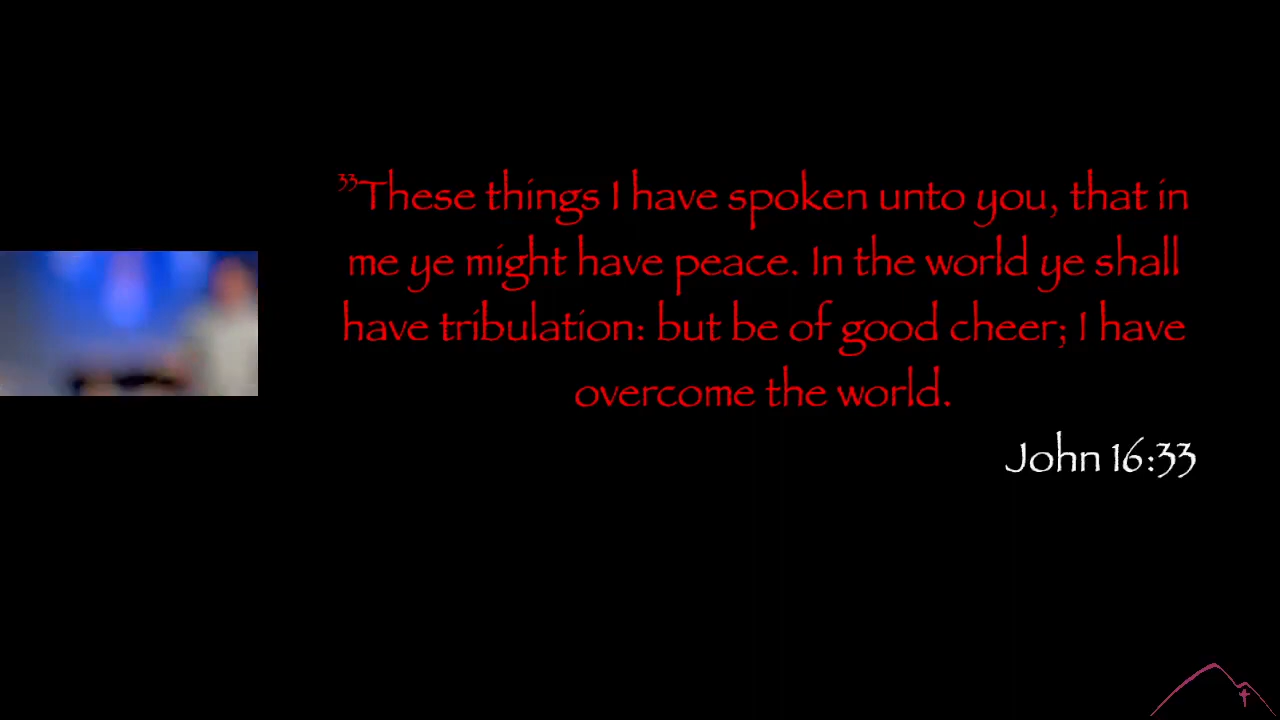 ³³These things I have spoken unto you, that in
me ye might have peace. In the world ye shall
have tribulation: but be of good cheer; I have
overcome the world.
John 16:33